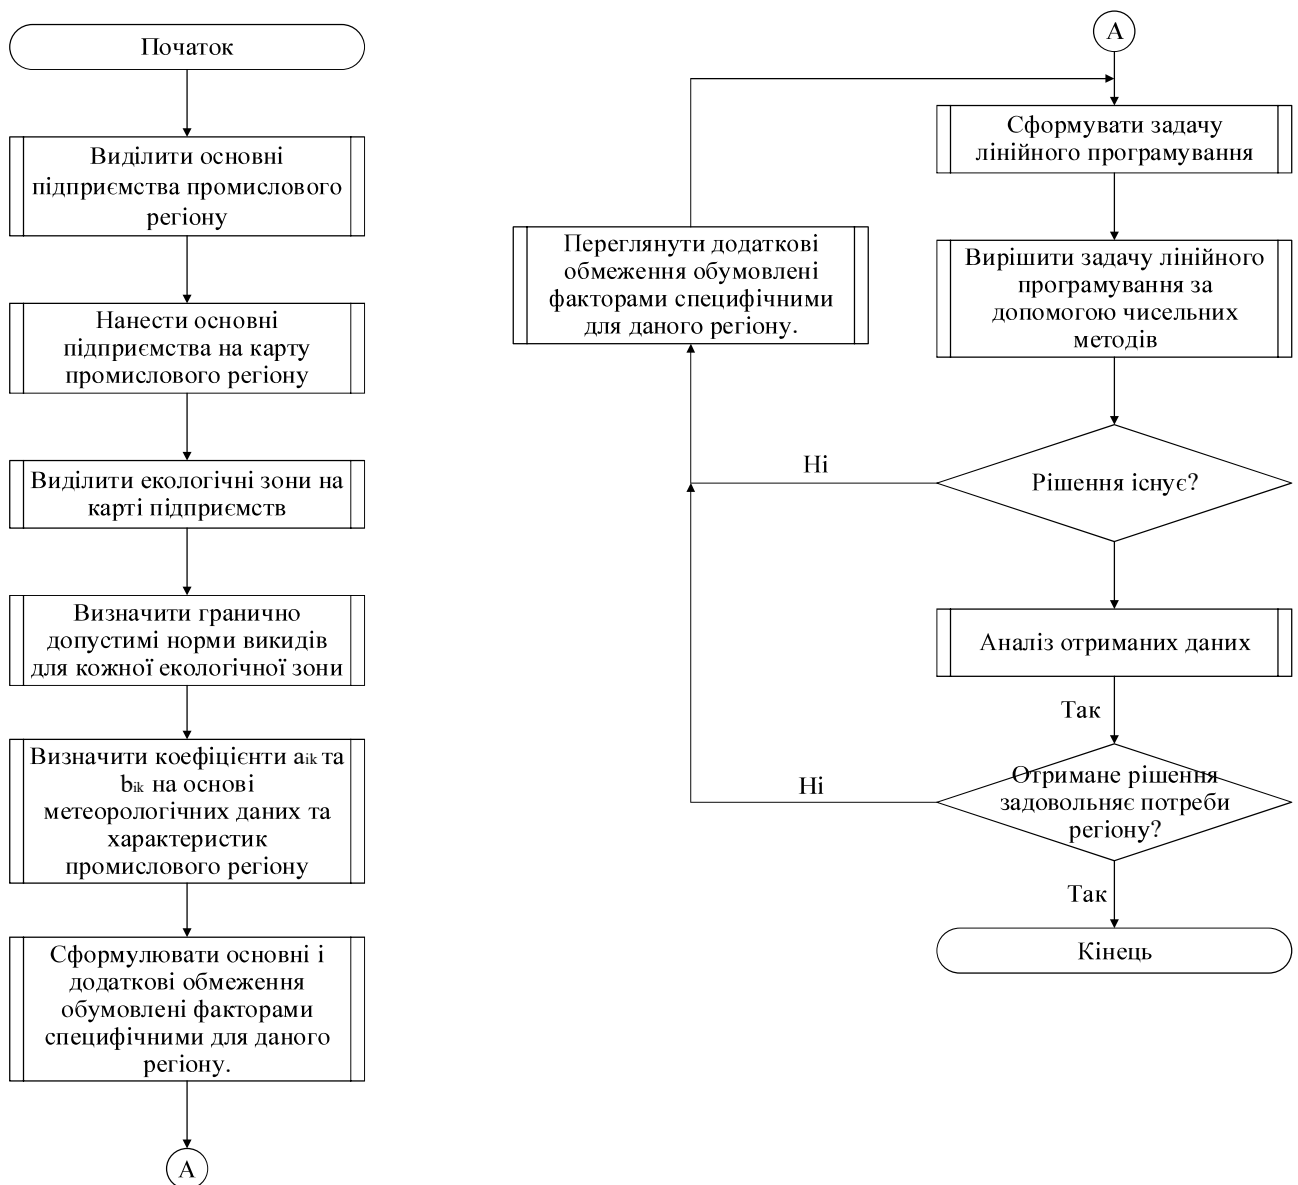 Початок
Виділити основні
підприємства промислового
регіону
Нанести основні
підприємства на карту
промислового регіону
Виділити екологічні зони на
карті підприємств
Визначити гранично
допустимі норми викидів
для кожної екологічної зони
Визначити коефіцієнти aik та
bik на основі
метеорологічних даних та
характеристик
промислового регіону
Сформулювати основні і
додаткові обмеження
обумовлені факторами
специфічними для даного
регіону.
А
А
Сформувати задачу
лінійного програмування
Переглянути додаткові
обмеження обумовлені
факторами специфічними
для даного регіону.
Вирішити задачу лінійного
програмування за
допомогою чисельних
методів
Ні
Рішення існує?
Аналіз отриманих даних
Так
Ні
Отримане рішення
задовольняє потреби
регіону?
Так
Кінець